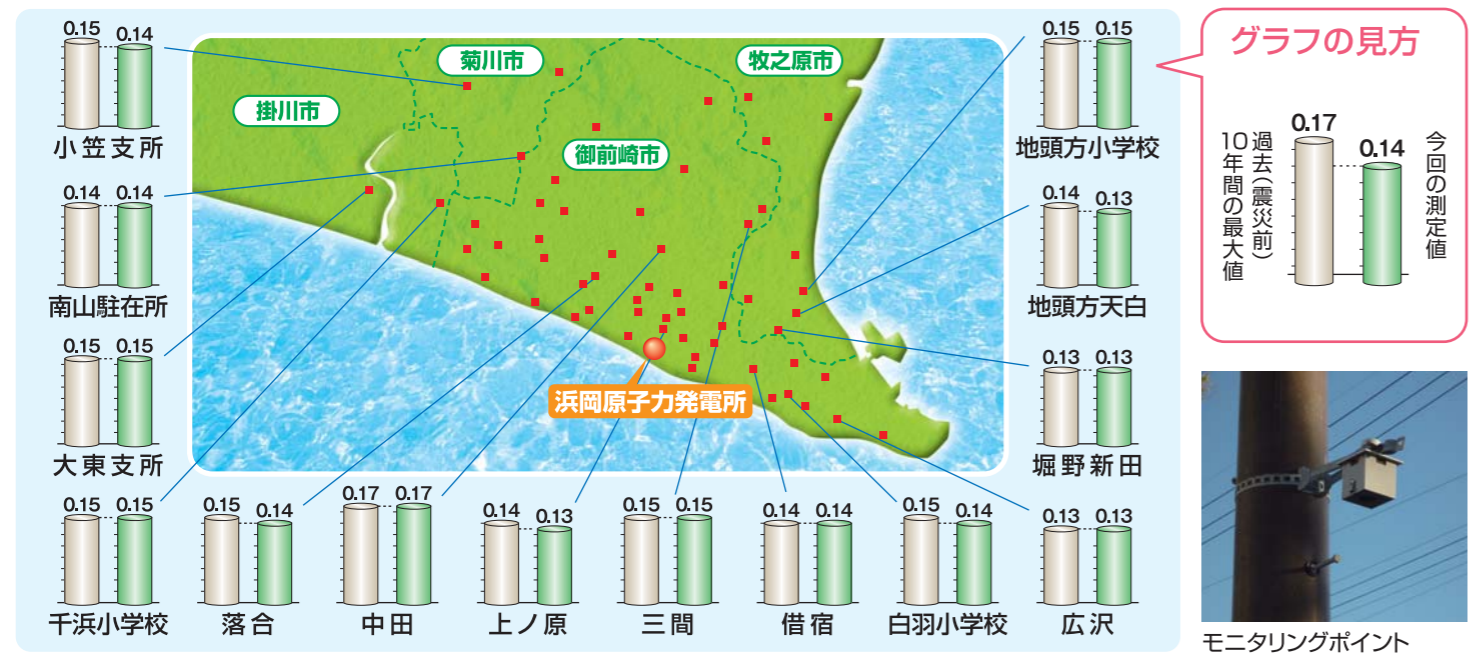 0.15 0.14
小笠支所
0.14 0.14
南山駐在所
0.15 0.15
大東支所
0.15 0.15
千浜小学校
0.15 0.14
落合
0.17 0.17
中田
0.14 0.13
上ノ原
0.15 0.15
三間
0.14 0.14
借宿
0.15 0.14
白羽小学校
0.13 0.13
広沢
0.15 0.15
地頭方小学校
0.14 0.13
地頭方天白
0.13 0.13
堀野新田
菊川市
牧之原市
掛川市
御前崎市
浜岡原子力発電所
グラフの見方
0.17
0.14
過去(震災前)
10年間の最大値
今回の測定値
モニタリングポイント